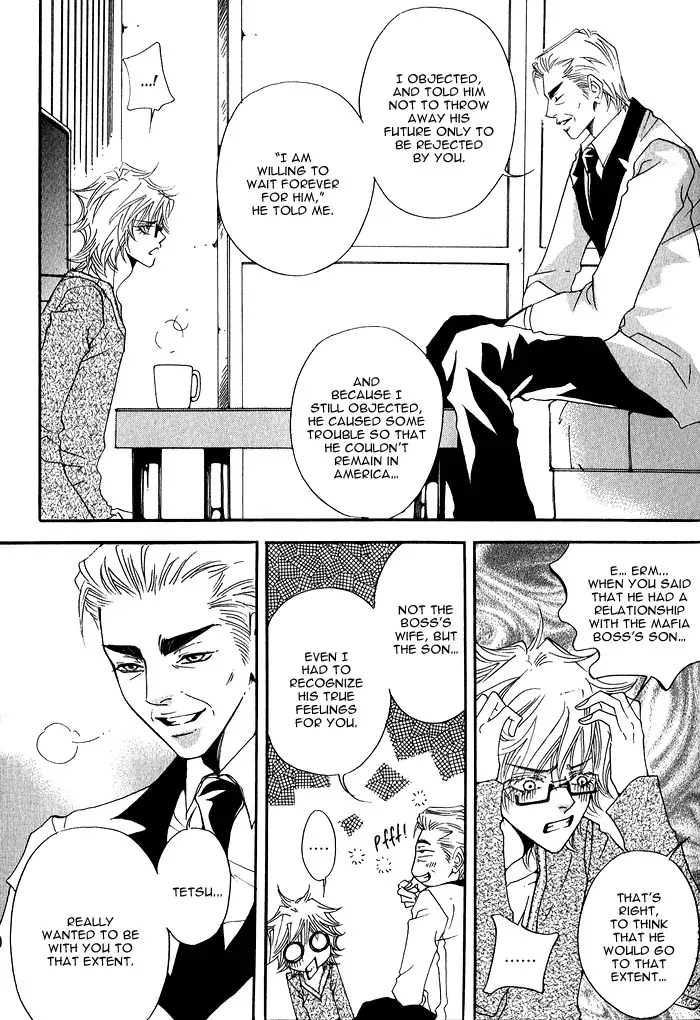 I OBJECTED,
AND TOLD HIM
NOT TO THROW
AWAY HIS
FUTURE ONLY TO
BE REJECTED
BY YOU.
"I AM
WILLING TO
WAIT FOREVER
FOR HIM,"
HE TOLD ME.
...!
AND
BECAUSE I
STILL OBJECTED,
HE CAUSED SOME
TROUBLE SO THAT
HE COULDN'T
REMAIN IN
AMERICA...
E... ERM...
WHEN YOU SAID
THAT HE HAD A
RELATIONSHIP
WITH THE MAFIA
BOSS'S SON...
THAT'S
RIGHT,
TO THINK
THAT HE
WOULD GO
TO THAT
EXTENT...
......
NOT THE
BOSS'S
WIFE, BUT
THE SON...
EVEN I
HAD TO
RECOGNIZE
HIS TRUE
FEELINGS
FOR YOU.
Pfft!
....
TETSU...
REALLY
WANTED TO BE
WITH YOU TO
THAT EXTENT.